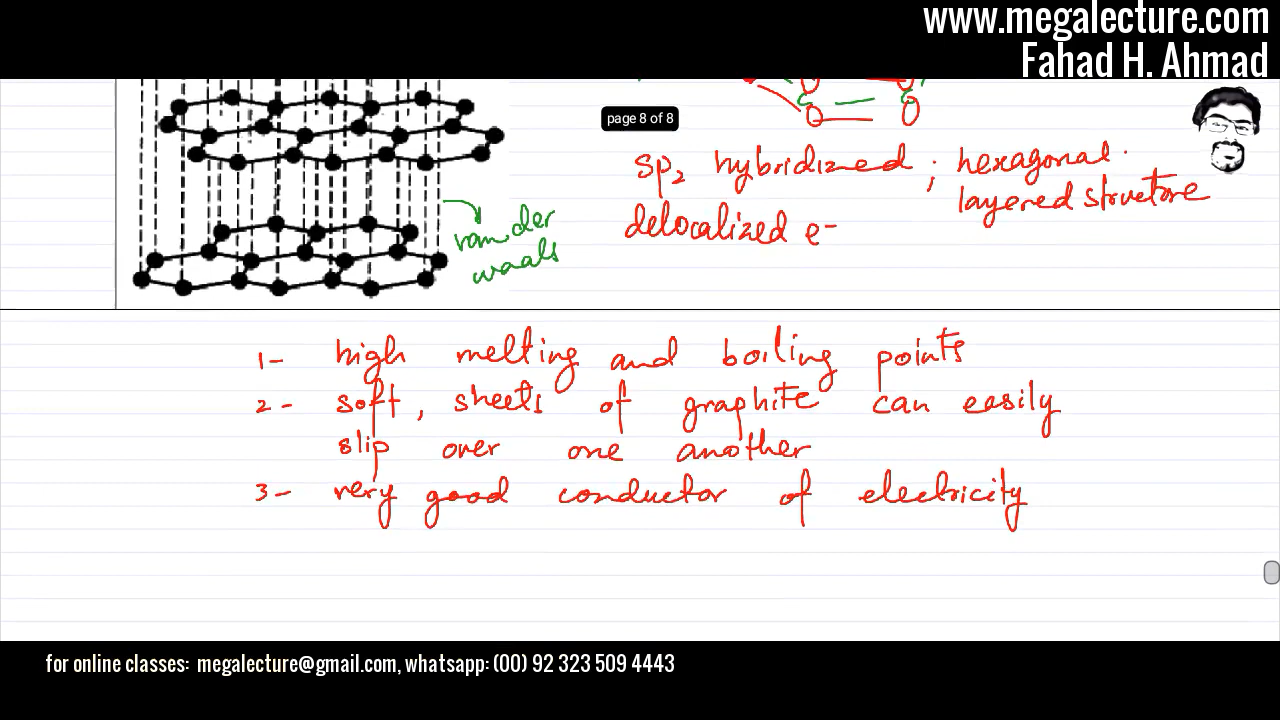 www.megalecture.com
Fahad H. Ahmad
page 8 of 8
sp₂ hybridized ; hexagonal
layered structure
delocalized e-
van der
waals
1- high melting and boiling points
2- soft, sheets of graphite can easily
slip over one another
3- very good conductor of electricity
for online classes: megalecture@gmail.com, whatsapp: (00) 92 323 509 4443